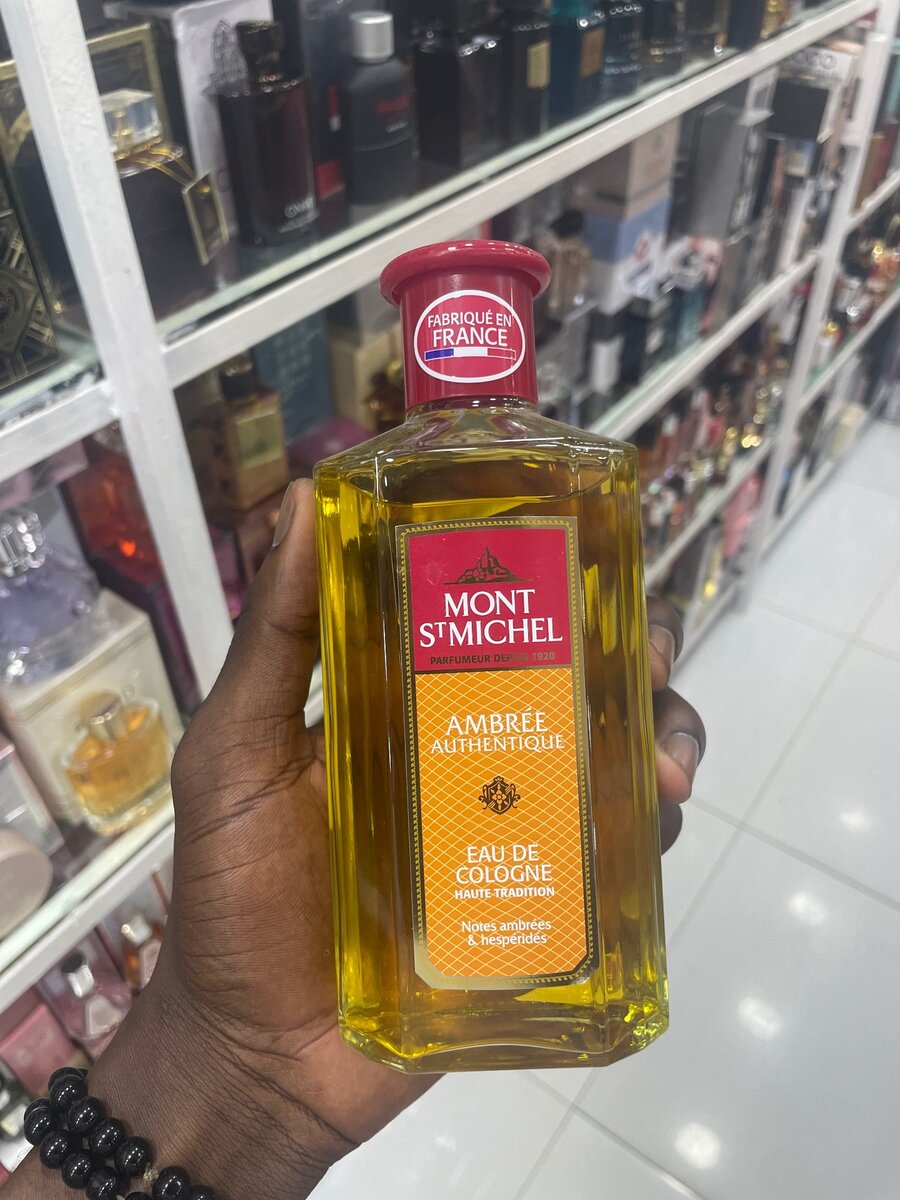 FABRIQUÉ EN
FRANCE
MONT
ST MICHEL
PARFUMEUR DEPUIS 1920
AMBRÉE
AUTHENTIQUE
EAU DE
COLOGNE
HAUTE TRADITION
Notes ambrées
& hespéridés